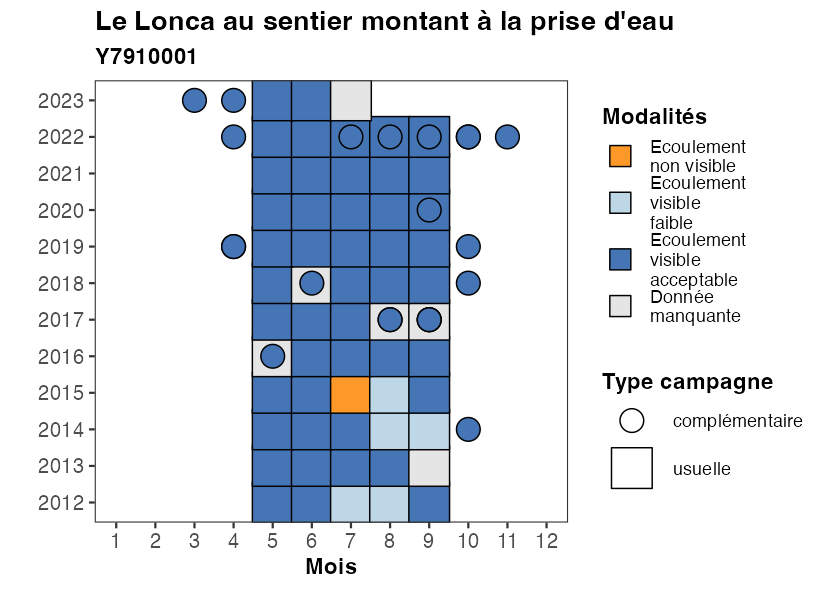 Le Lonca au sentier montant à la prise d'eau
Y7910001
2023
2022
2021
2020
2019
2018
2017
2016
2015
2014
2013
2012
1 2 3 4 5 6 7 8 9 10 11 12
Mois
Modalités
Ecoulement
non visible
Ecoulement
visible
faible
Ecoulement
visible
acceptable
Donnée
manquante
Type campagne
complémentaire
usuelle